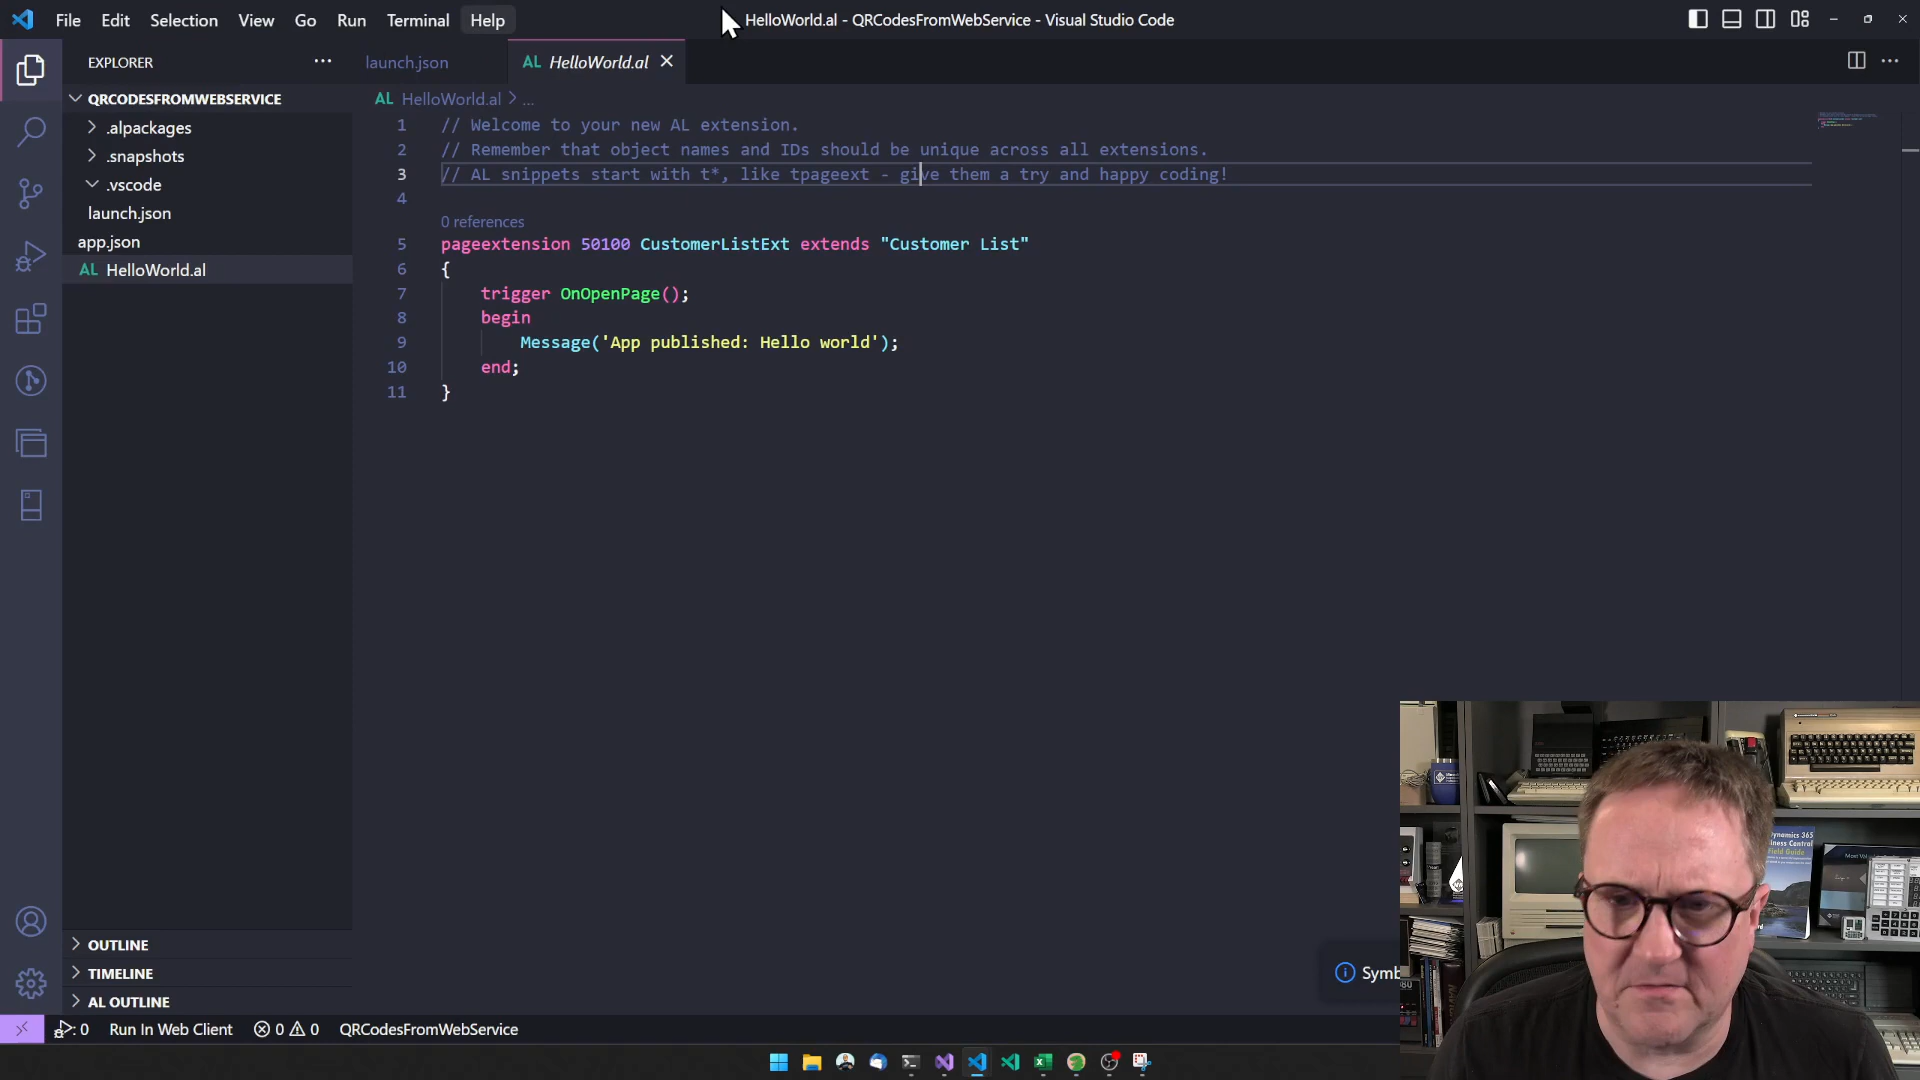 File Edit Selection View Go Run Terminal Help
HelloWorld.al - QRCodesFromWebService - Visual Studio Code
EXPLORER
launch.json
AL HelloWorld.al
QRCODESFROMWEBSERVICE
.alpackages
.snapshots
.vscode
launch.json
app.json
AL HelloWorld.al
AL HelloWorld.al > ...
1 // Welcome to your new AL extension.
2 // Remember that object names and IDs should be unique across all extensions.
3 // AL snippets start with t*, like tpageext - give them a try and happy coding!
4
0 references
5 pageextension 50100 CustomerListExt extends "Customer List"
6 {
7 trigger OnOpenPage();
8 begin
9 Message('App published: Hello world');
10 end;
11 }
OUTLINE
TIMELINE
AL OUTLINE
Symb
0 Run In Web Client 0 0 QRCodesFromWebService
Dynamics 365
Field Guide